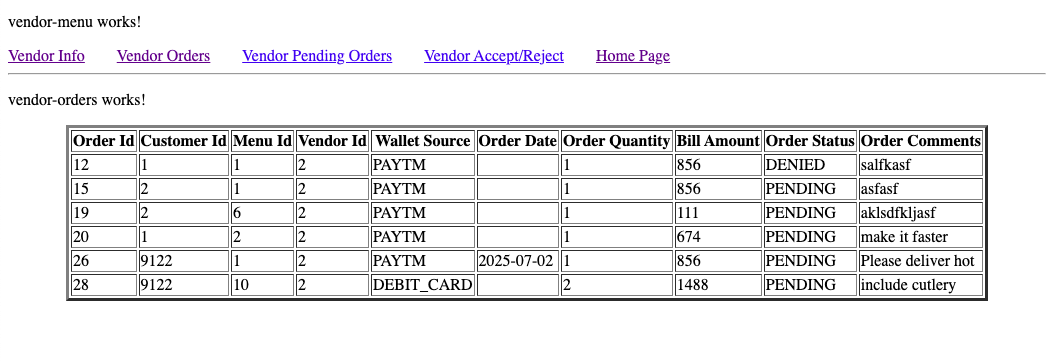 vendor-menu works!
Vendor Info Vendor Orders Vendor Pending Orders Vendor Accept/Reject Home Page
vendor-orders works!
Order Id Customer Id Menu Id Vendor Id Wallet Source Order Date Order Quantity Bill Amount Order Status Order Comments
12 1 1 2 PAYTM 1 856 DENIED salfkasf
15 2 1 2 PAYTM 1 856 PENDING asfasf
19 2 6 2 PAYTM 1 111 PENDING aklsdfkljasf
20 1 2 2 PAYTM 1 674 PENDING make it faster
26 9122 1 2 PAYTM 2025-07-02 1 856 PENDING Please deliver hot
28 9122 10 2 DEBIT_CARD 2 1488 PENDING include cutlery